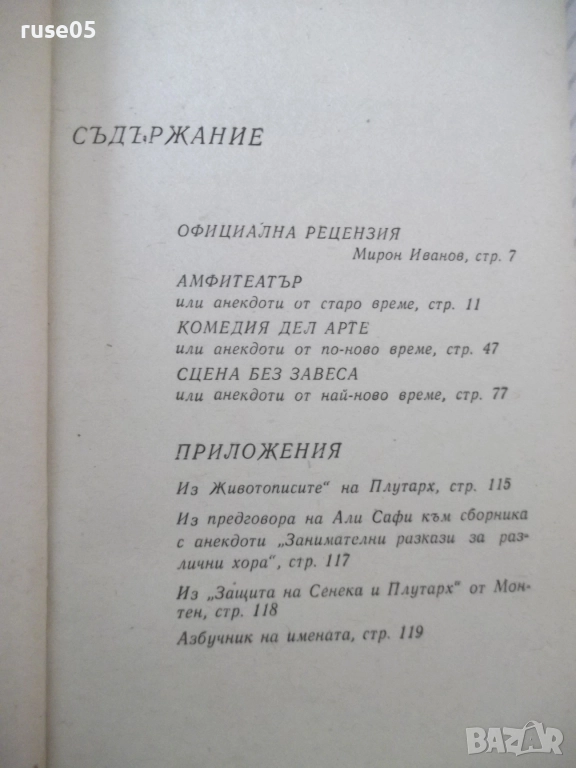 ruse05
СЪДЪРЖАНИЕ
ОФИЦИАЛНА РЕЦЕНЗИЯ
Мирон Иванов, стр. 7
АМФИТЕАТЪР
или анекдоти от старо време, стр. 11
КОМЕДИЯ ДЕЛ АРТЕ
или анекдоти от по-ново време, стр. 47
СЦЕНА БЕЗ ЗАВЕСА
или анекдоти от най-ново време, стр. 77
ПРИЛОЖЕНИЯ
Из Животописите“ на Плутарх, стр. 115
Из предговора на Али Сафи към сборника
с анекдоти „Занимателни разкази за раз-
лични хора“, стр. 117
Из „Защита на Сенека и Плутарх“ от Мон-
тен, стр. 118
Азбучник на имената, стр. 119
BAZAR